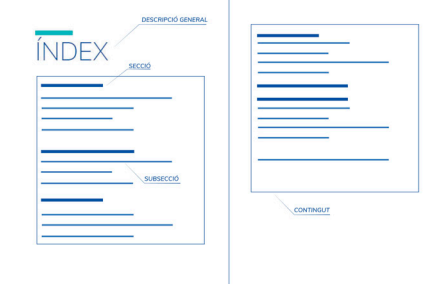 DESCRIPCIÓ GENERAL
ÍNDEX
SECCIÓ
SUBSECCIÓ
CONTINGUT